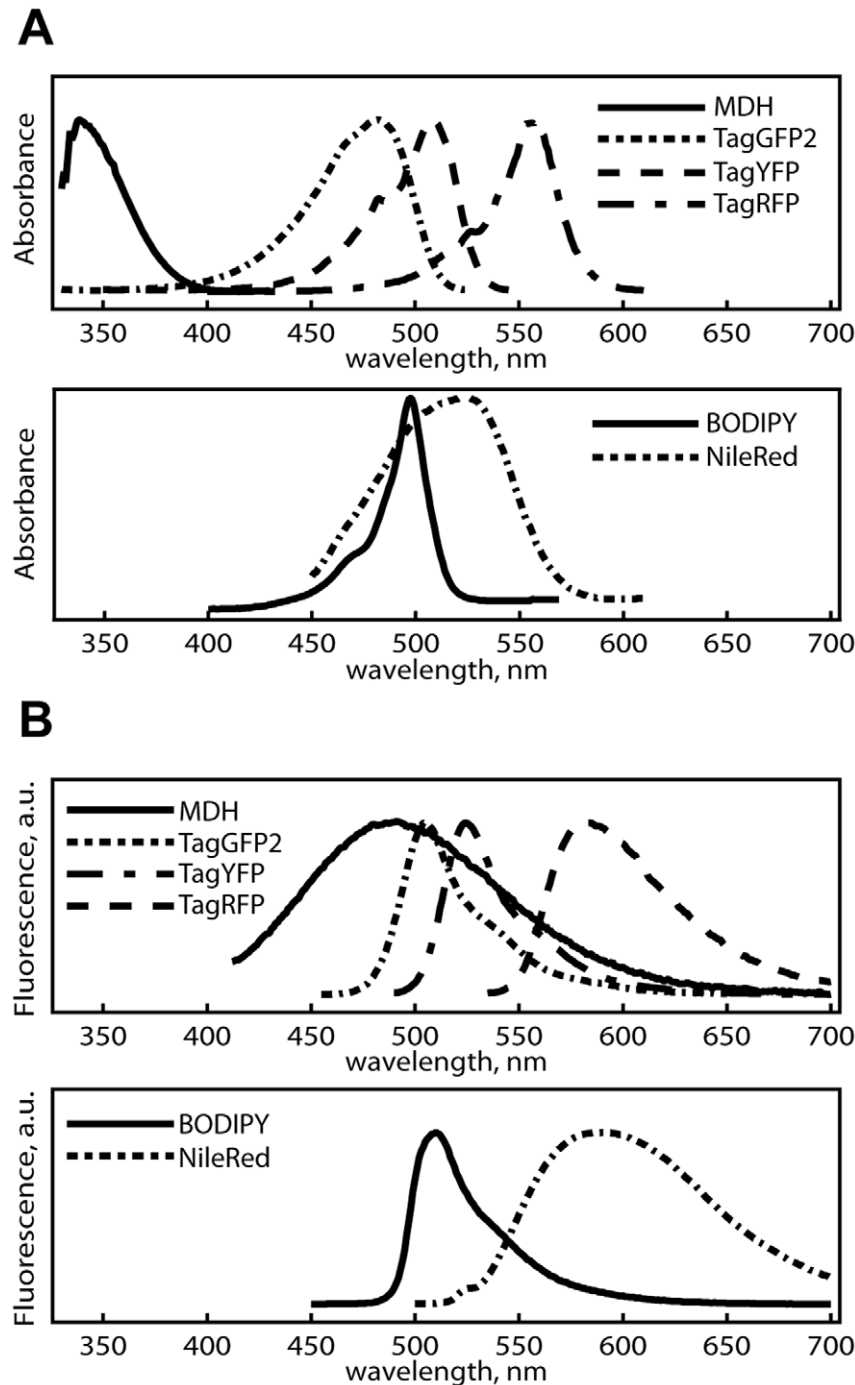 A
Absorbance
MDH
TagGFP2
TagYFP
TagRFP
350 400 450 500 550 600 650 700
wavelength, nm
Absorbance
BODIPY
NileRed
350 400 450 500 550 600 650 700
wavelength, nm
B
Fluorescence, a.u.
MDH
TagGFP2
TagYFP
TagRFP
350 400 450 500 550 600 650 700
wavelength, nm
Fluorescence, a.u.
BODIPY
NileRed
350 400 450 500 550 600 650 700
wavelength, nm